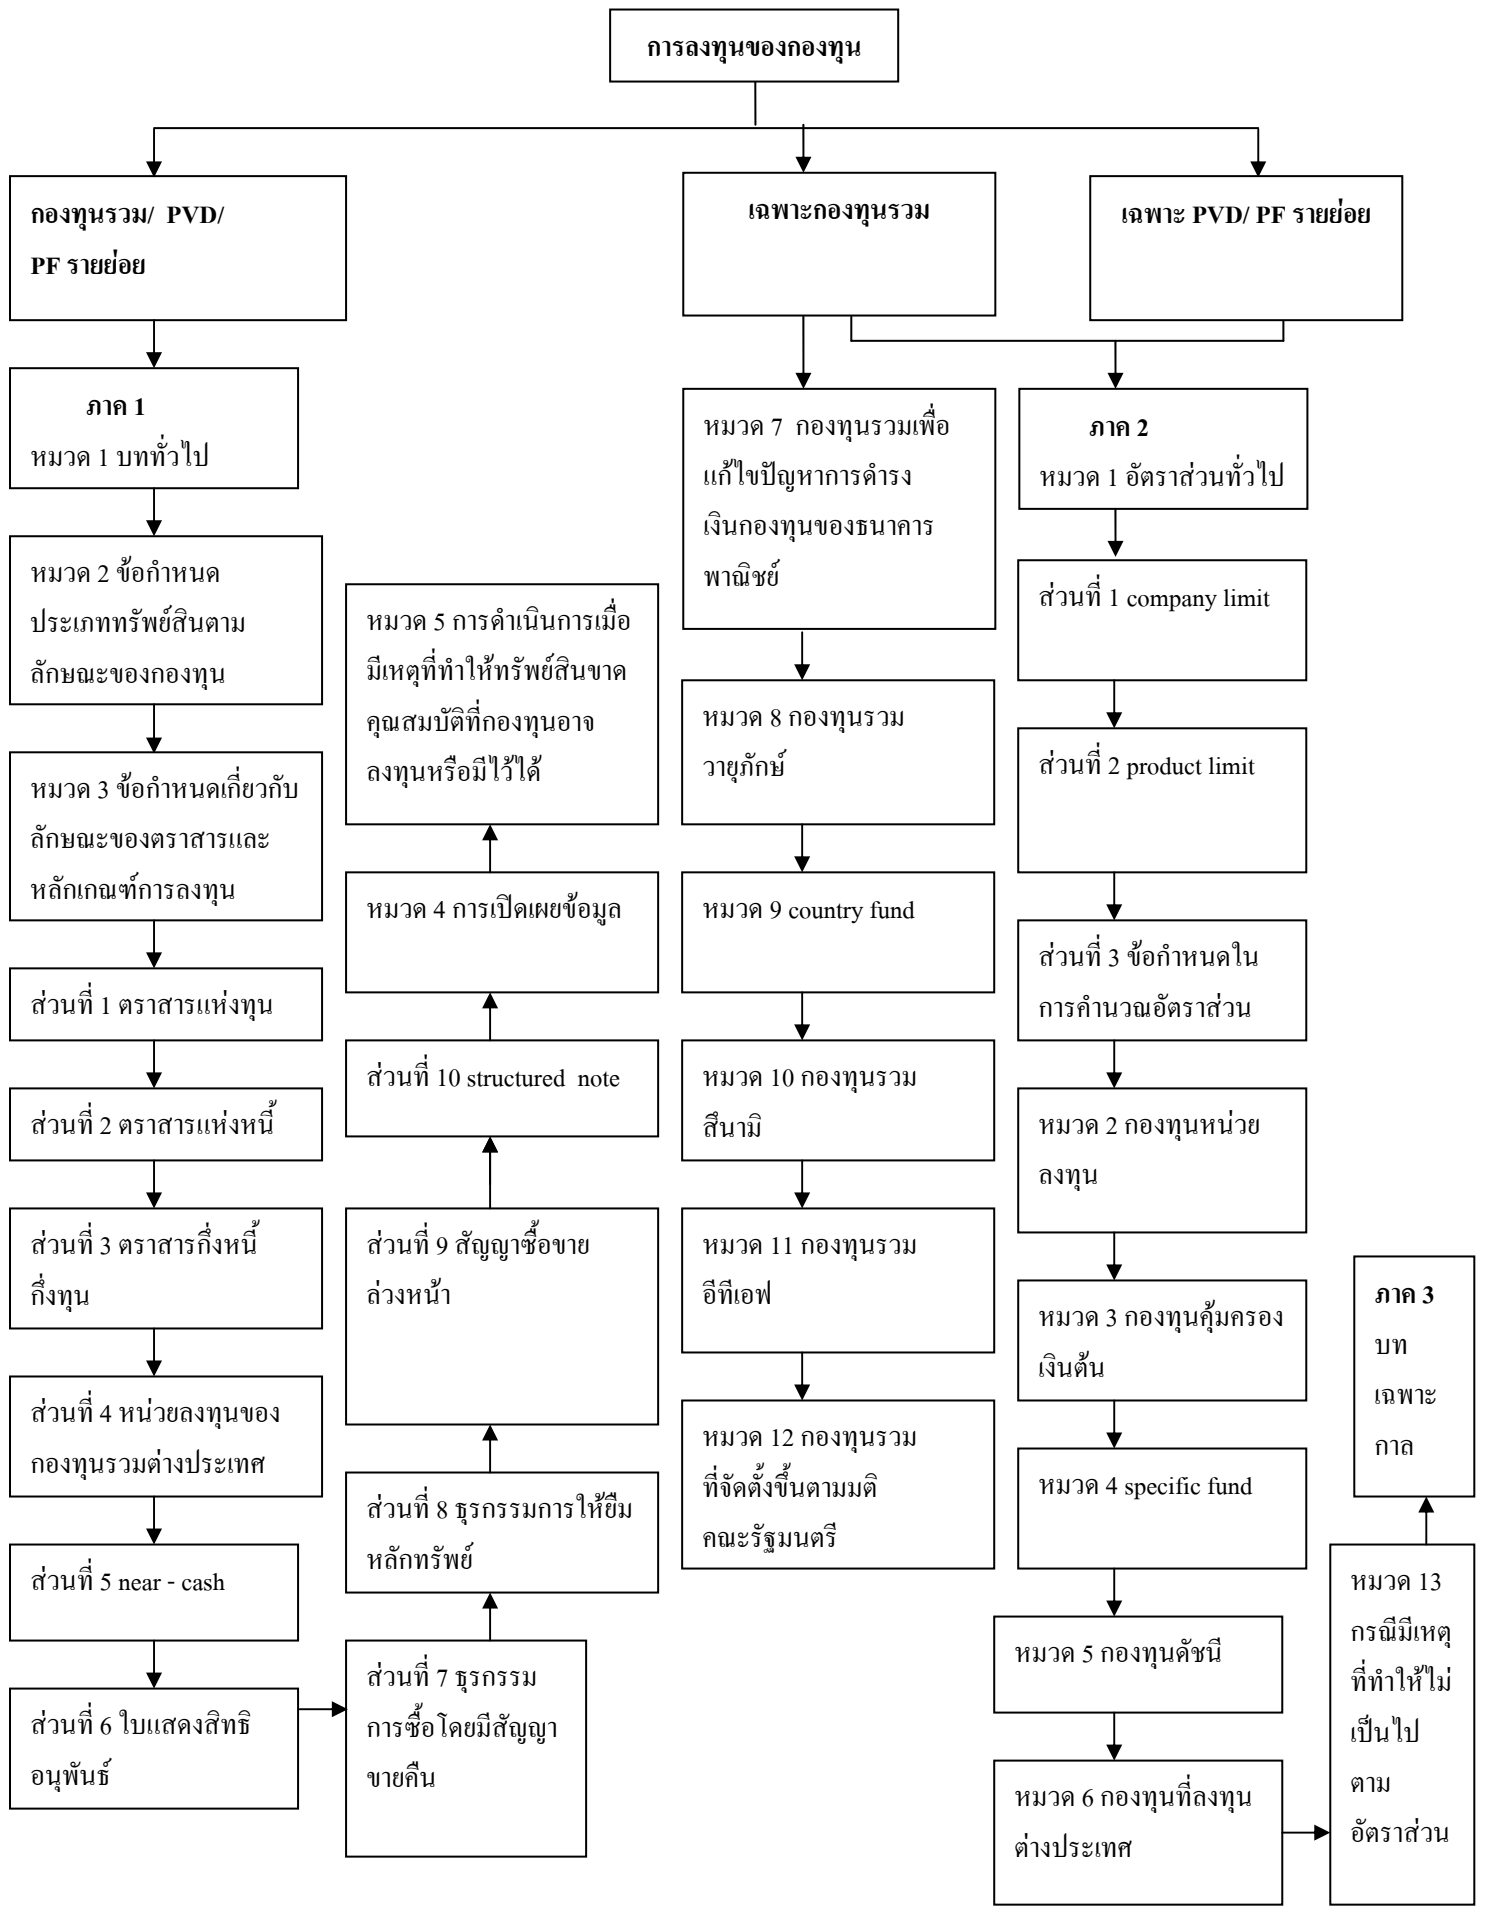 การลงทุนของกองทุน
กองทุนรวม/ PVD/
PF รายย่อย
เฉพาะกองทุนรวม
เฉพาะ PVD/ PF รายย่อย
ภาค 1
หมวด 1 บททั่วไป
หมวด 2 ข้อกำหนด
ประเภททรัพย์สินตาม
ลักษณะของกองทุน
หมวด 3 ข้อกำหนดเกี่ยวกับ
ลักษณะของตราสารและ
หลักเกณฑ์การลงทุน
ส่วนที่ 1 ตราสารแห่งทุน
ส่วนที่ 2 ตราสารแห่งหนี้
ส่วนที่ 3 ตราสารกึ่งหนี้
กึ่งทุน
ส่วนที่ 4 หน่วยลงทุนของ
กองทุนรวมต่างประเทศ
ส่วนที่ 5 near - cash
ส่วนที่ 6 ใบแสดงสิทธิ
อนุพันธ์
ส่วนที่ 7 ธุรกรรม
การซื้อโดยมีสัญญา
ขายคืน
ส่วนที่ 8 ธุรกรรมการให้ยืม
หลักทรัพย์
ส่วนที่ 9 สัญญาซื้อขาย
ล่วงหน้า
ส่วนที่ 10 structured note
หมวด 4 การเปิดเผยข้อมูล
หมวด 5 การดำเนินการเมื่อ
มีเหตุที่ทำให้ทรัพย์สินขาด
คุณสมบัติที่กองทุนอาจ
ลงทุนหรือมีไว้ได้
หมวด 7 กองทุนรวมเพื่อ
แก้ไขปัญหาการดำรง
เงินกองทุนของธนาคาร
พาณิชย์
หมวด 8 กองทุนรวม
วายุภักษ์
หมวด 9 country fund
หมวด 10 กองทุนรวม
สึนามิ
หมวด 11 กองทุนรวม
อีทีเอฟ
หมวด 12 กองทุนรวม
ที่จัดตั้งขึ้นตามมติ
คณะรัฐมนตรี
ภาค 2
หมวด 1 อัตราส่วนทั่วไป
ส่วนที่ 1 company limit
ส่วนที่ 2 product limit
ส่วนที่ 3 ข้อกำหนดใน
การคำนวณอัตราส่วน
หมวด 2 กองทุนหน่วย
ลงทุน
หมวด 3 กองทุนคุ้มครอง
เงินต้น
หมวด 4 specific fund
หมวด 5 กองทุนดัชนี
หมวด 6 กองทุนที่ลงทุน
ต่างประเทศ
หมวด 13
กรณีมีเหตุ
ที่ทำให้ไม่
เป็นไป
ตาม
อัตราส่วน
ภาค 3
บท
เฉพาะ
กาล